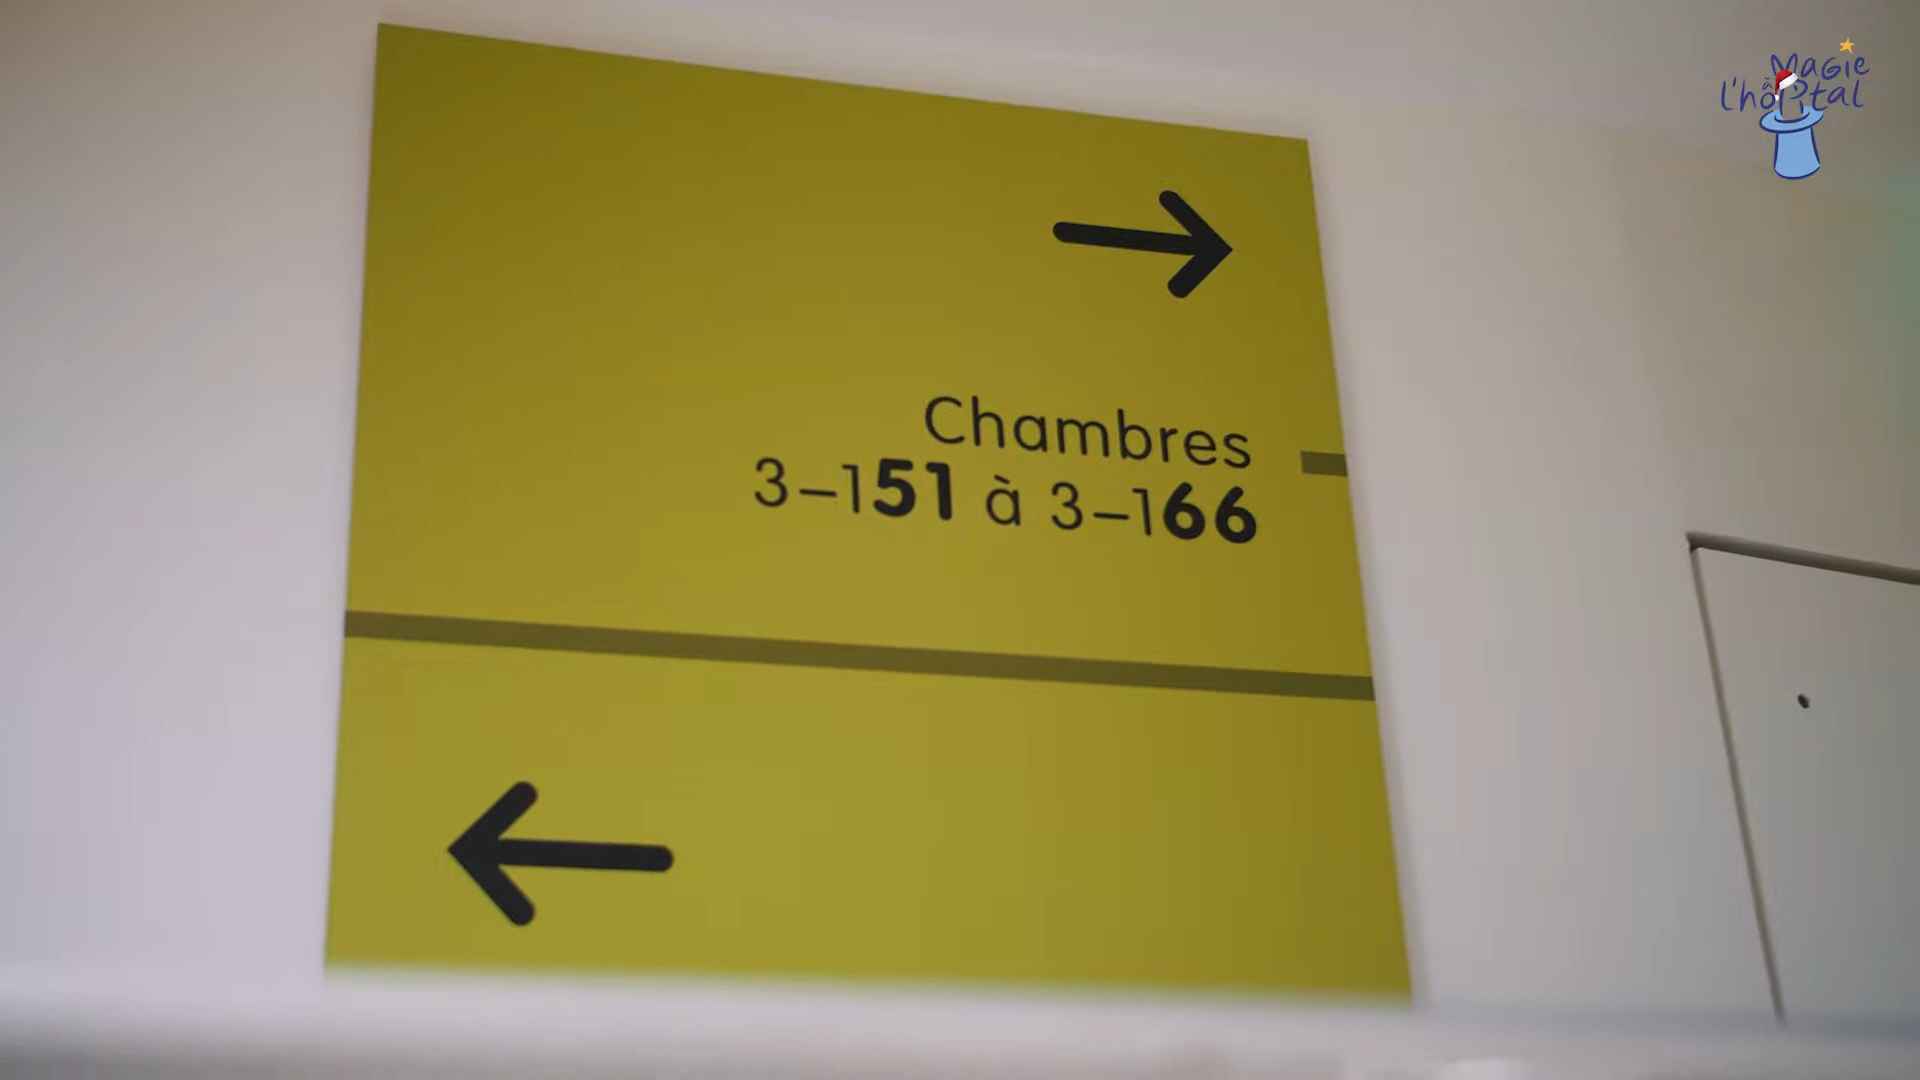 Magie
à
l'hôpital
Chambres
3–151 à 3–166